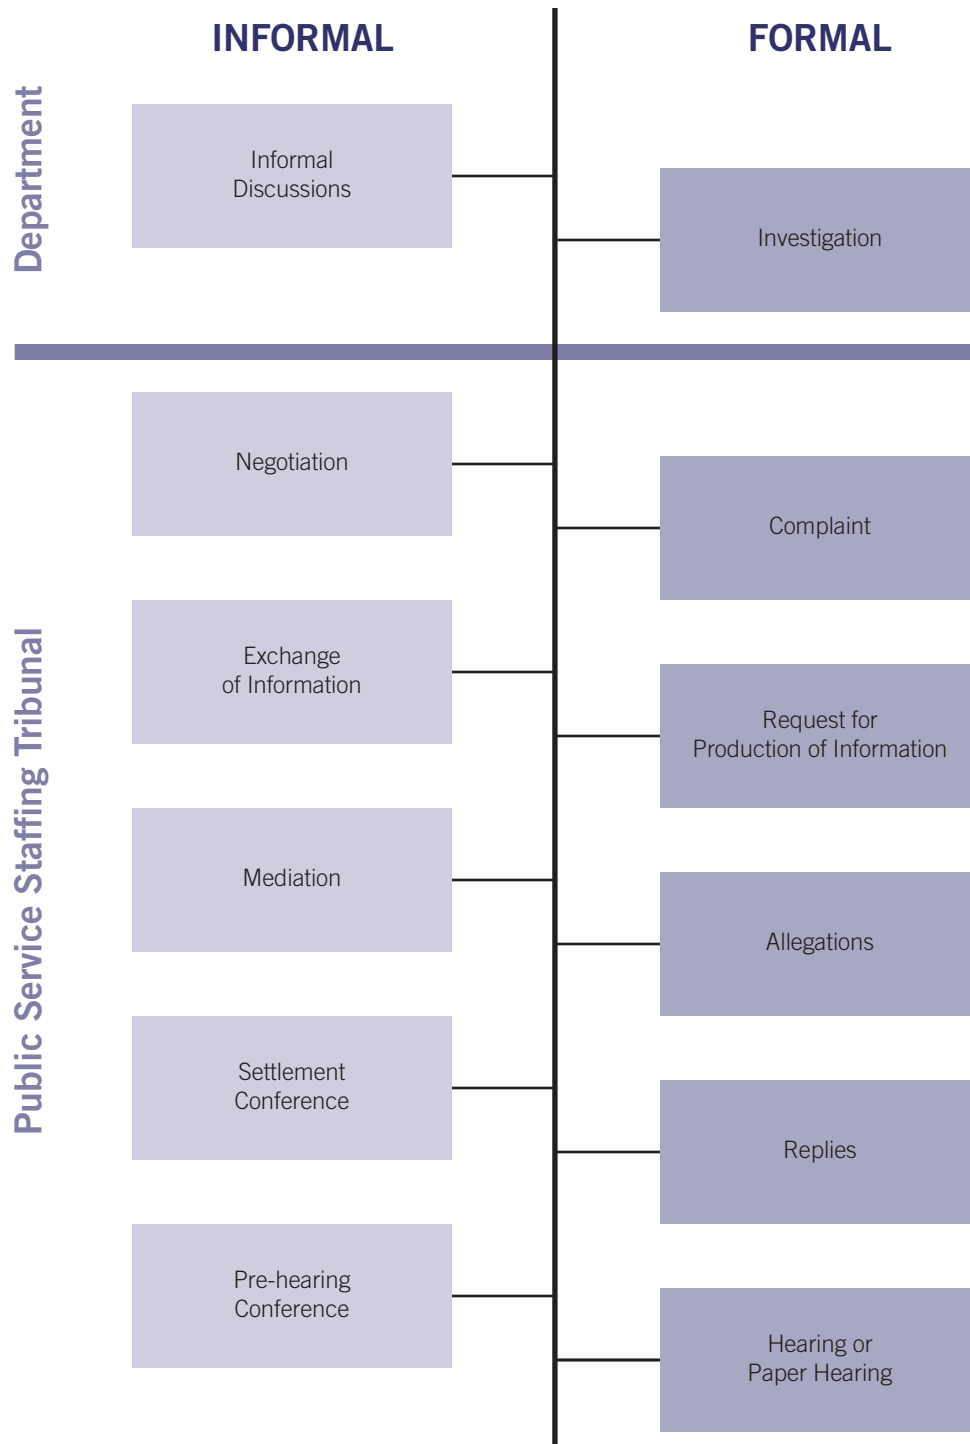 INFORMAL
FORMAL
Department
Informal
Discussions
Investigation
Public Service Staffing Tribunal
Negotiation
Complaint
Exchange
of Information
Request for
Production of Information
Mediation
Allegations
Settlement
Conference
Replies
Pre-hearing
Conference
Hearing or
Paper Hearing